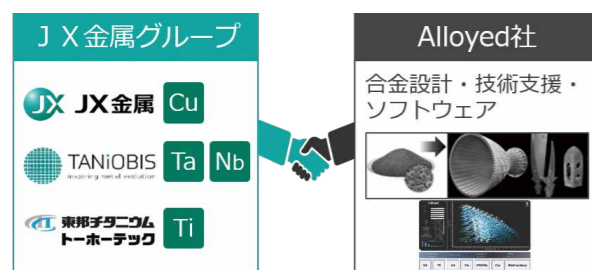 ＪＸ金属グループ
JX JX金属 Cu
TANiOBIS Ta Nb
inspiring metal evolution
東邦チタニウム
トーホーテック Ti
Alloyed社
合金設計・技術支援・
ソフトウェア